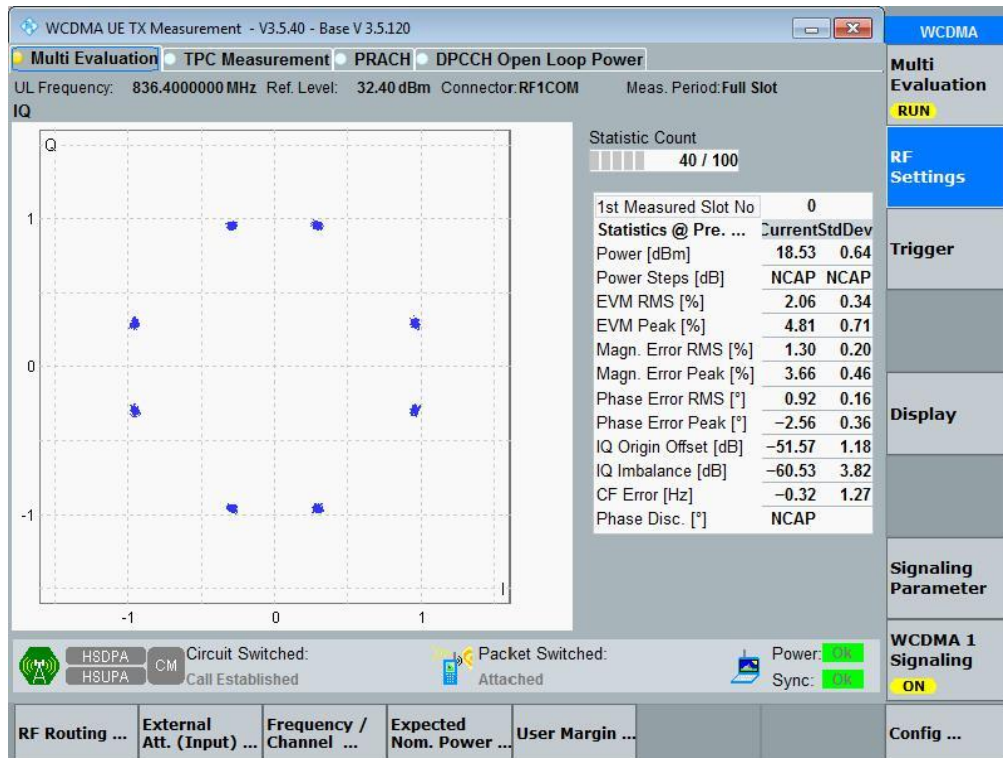 WCDMA UE TX Measurement - V3.5.40 - Base V 3.5.120
WCDMA
Multi Evaluation TPC Measurement PRACH DPCCH Open Loop Power
Multi
Evaluation
RUN
UL Frequency: 836.4000000 MHz Ref. Level: 32.40 dBm Connector:RF1COM Meas. Period:Full Slot
IQ
Q
1
0
-1
-1 0 1
I
Statistic Count
40 / 100
1st Measured Slot No 0
Statistics @ Pre. ... Current StdDev
Power [dBm] 18.53 0.64
Power Steps [dB] NCAP NCAP
EVM RMS [%] 2.06 0.34
EVM Peak [%] 4.81 0.71
Magn. Error RMS [%] 1.30 0.20
Magn. Error Peak [%] 3.66 0.46
Phase Error RMS [°] 0.92 0.16
Phase Error Peak [°] −2.56 0.36
IQ Origin Offset [dB] −51.57 1.18
IQ Imbalance [dB] −60.53 3.82
CF Error [Hz] −0.32 1.27
Phase Disc. [°] NCAP
RF
Settings
Trigger
Display
Signaling
Parameter
WCDMA 1
Signaling
ON
HSDPA
HSUPA
CM
Circuit Switched:
Call Established
Packet Switched:
Attached
Power: Ok
Sync: Ok
RF Routing ...
External
Att. (Input) ...
Frequency /
Channel ...
Expected
Nom. Power ...
User Margin ...
Config ...